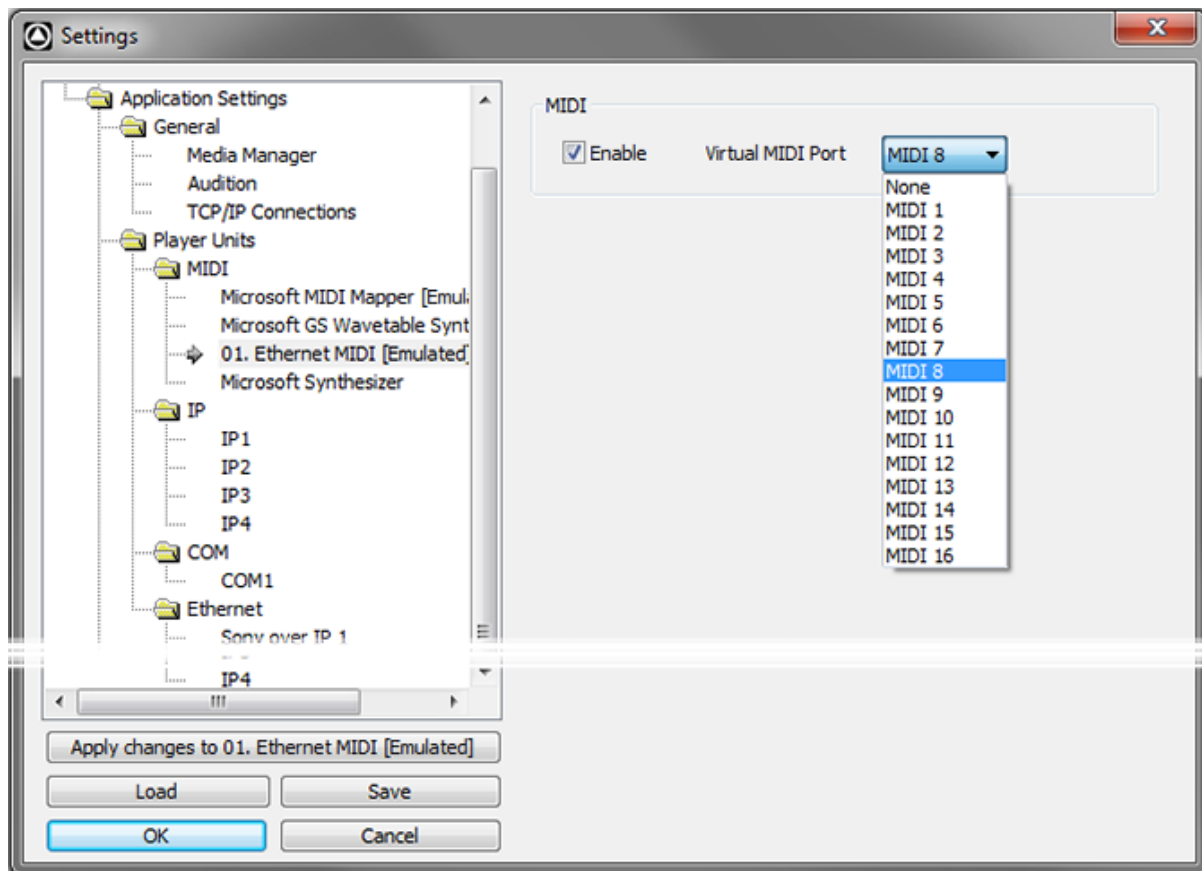 Settings
Application Settings
General
Media Manager
Audition
TCP/IP Connections
Player Units
MIDI
Microsoft MIDI Mapper [Emul
Microsoft GS Wavetable Synt
01. Ethernet MIDI [Emulated]
Microsoft Synthesizer
IP
IP1
IP2
IP3
IP4
COM
COM1
Ethernet
Sony over IP 1
IP4
Apply changes to 01. Ethernet MIDI [Emulated]
Load Save
OK Cancel
MIDI
Enable Virtual MIDI Port MIDI 8
None
MIDI 1
MIDI 2
MIDI 3
MIDI 4
MIDI 5
MIDI 6
MIDI 7
MIDI 8
MIDI 9
MIDI 10
MIDI 11
MIDI 12
MIDI 13
MIDI 14
MIDI 15
MIDI 16